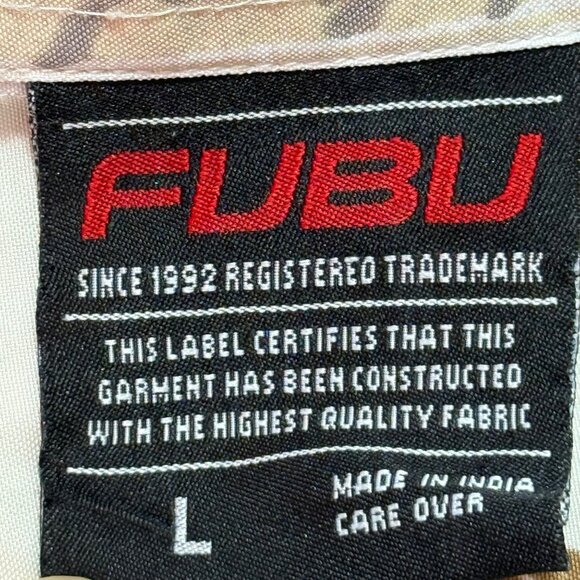 FUBU
SINCE 1992 REGISTERED TRADEMARK
THIS LABEL CERTIFIES THAT THIS
GARMENT HAS BEEN CONSTRUCTED
WITH THE HIGHEST QUALITY FABRIC
L
MADE IN INDIA
CARE OVER